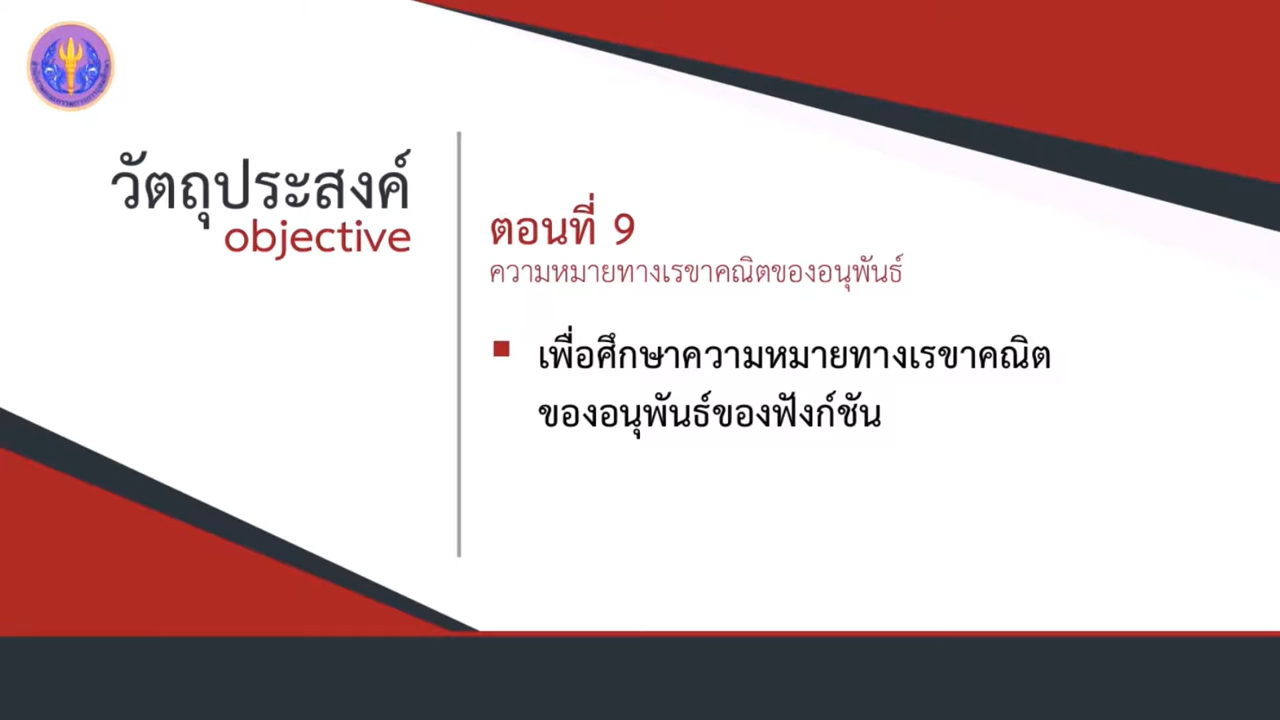 วัตถุประสงค์
objective
ตอนที่ 9
ความหมายทางเรขาคณิตของอนุพันธ์
เพื่อศึกษาความหมายทางเรขาคณิต
ของอนุพันธ์ของฟังก์ชัน